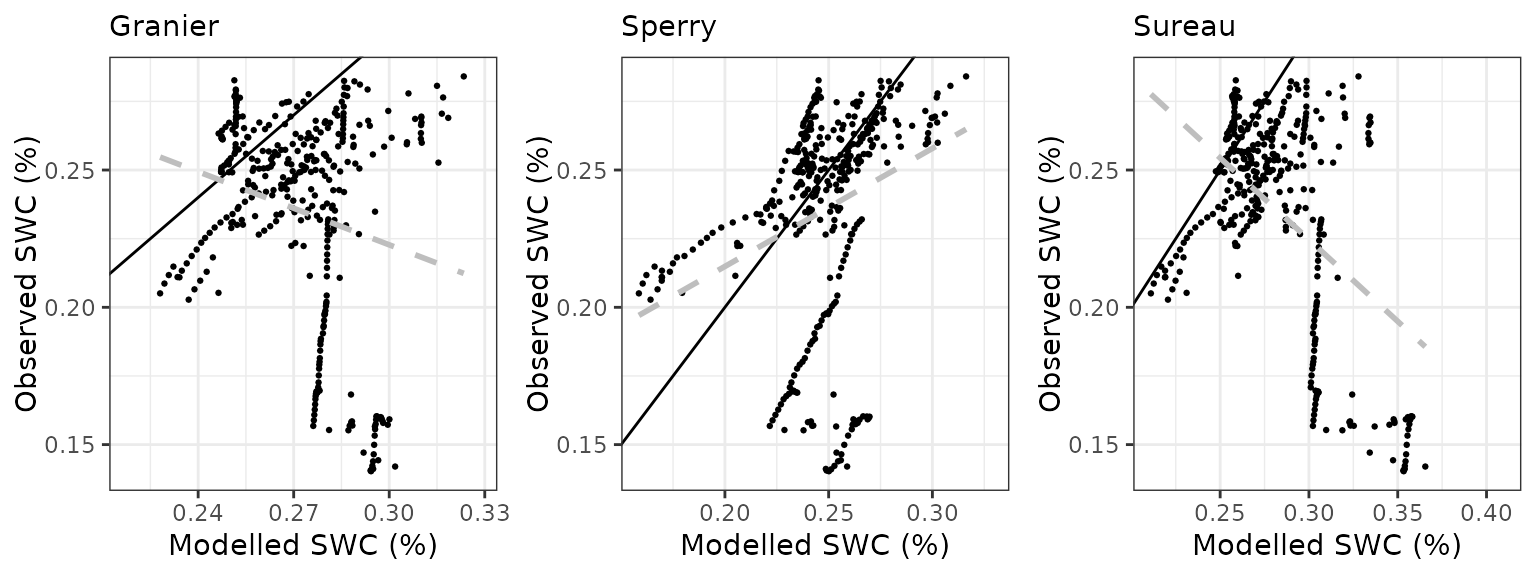 Granier
Observed SWC (%)
0.25
0.20
0.15
0.24 0.27 0.30 0.33
Modelled SWC (%)
Sperry
Observed SWC (%)
0.25
0.20
0.15
0.20 0.25 0.30
Modelled SWC (%)
Sureau
Observed SWC (%)
0.25
0.20
0.15
0.25 0.30 0.35 0.40
Modelled SWC (%)